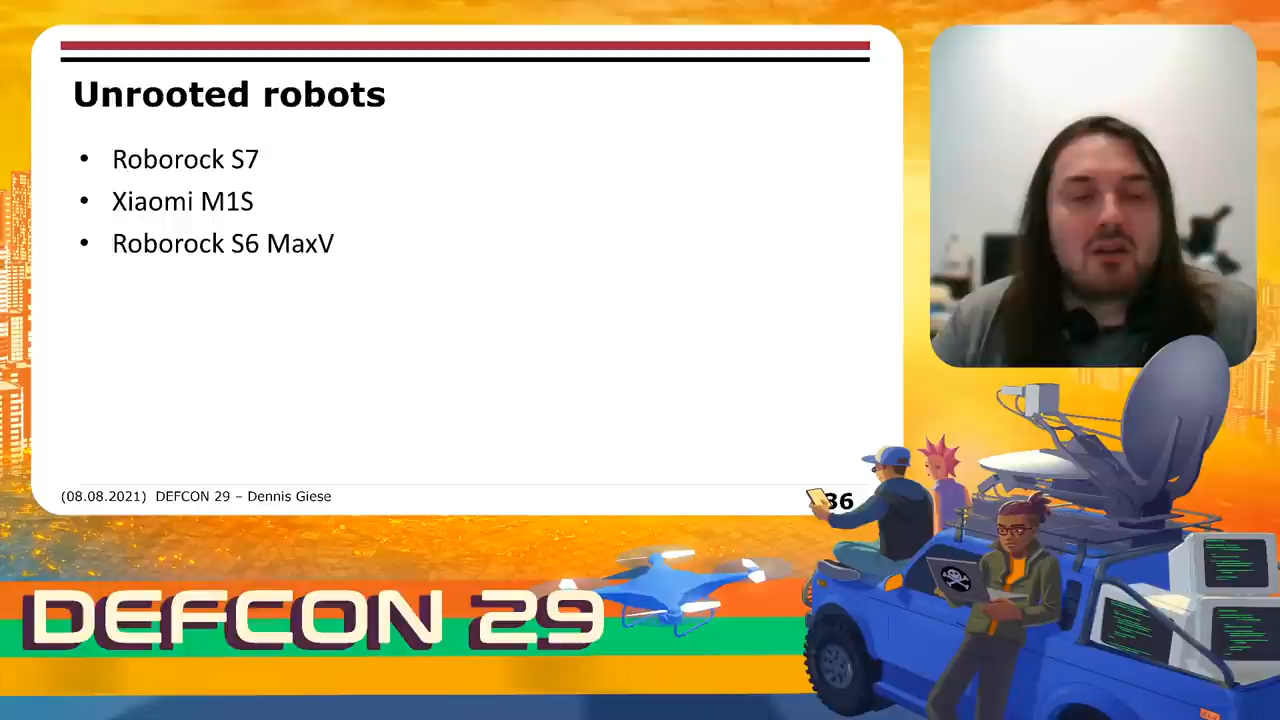 Unrooted robots
• Roborock S7
• Xiaomi M1S
• Roborock S6 MaxV
(08.08.2021) DEFCON 29 – Dennis Giese
36
DEFCON 29